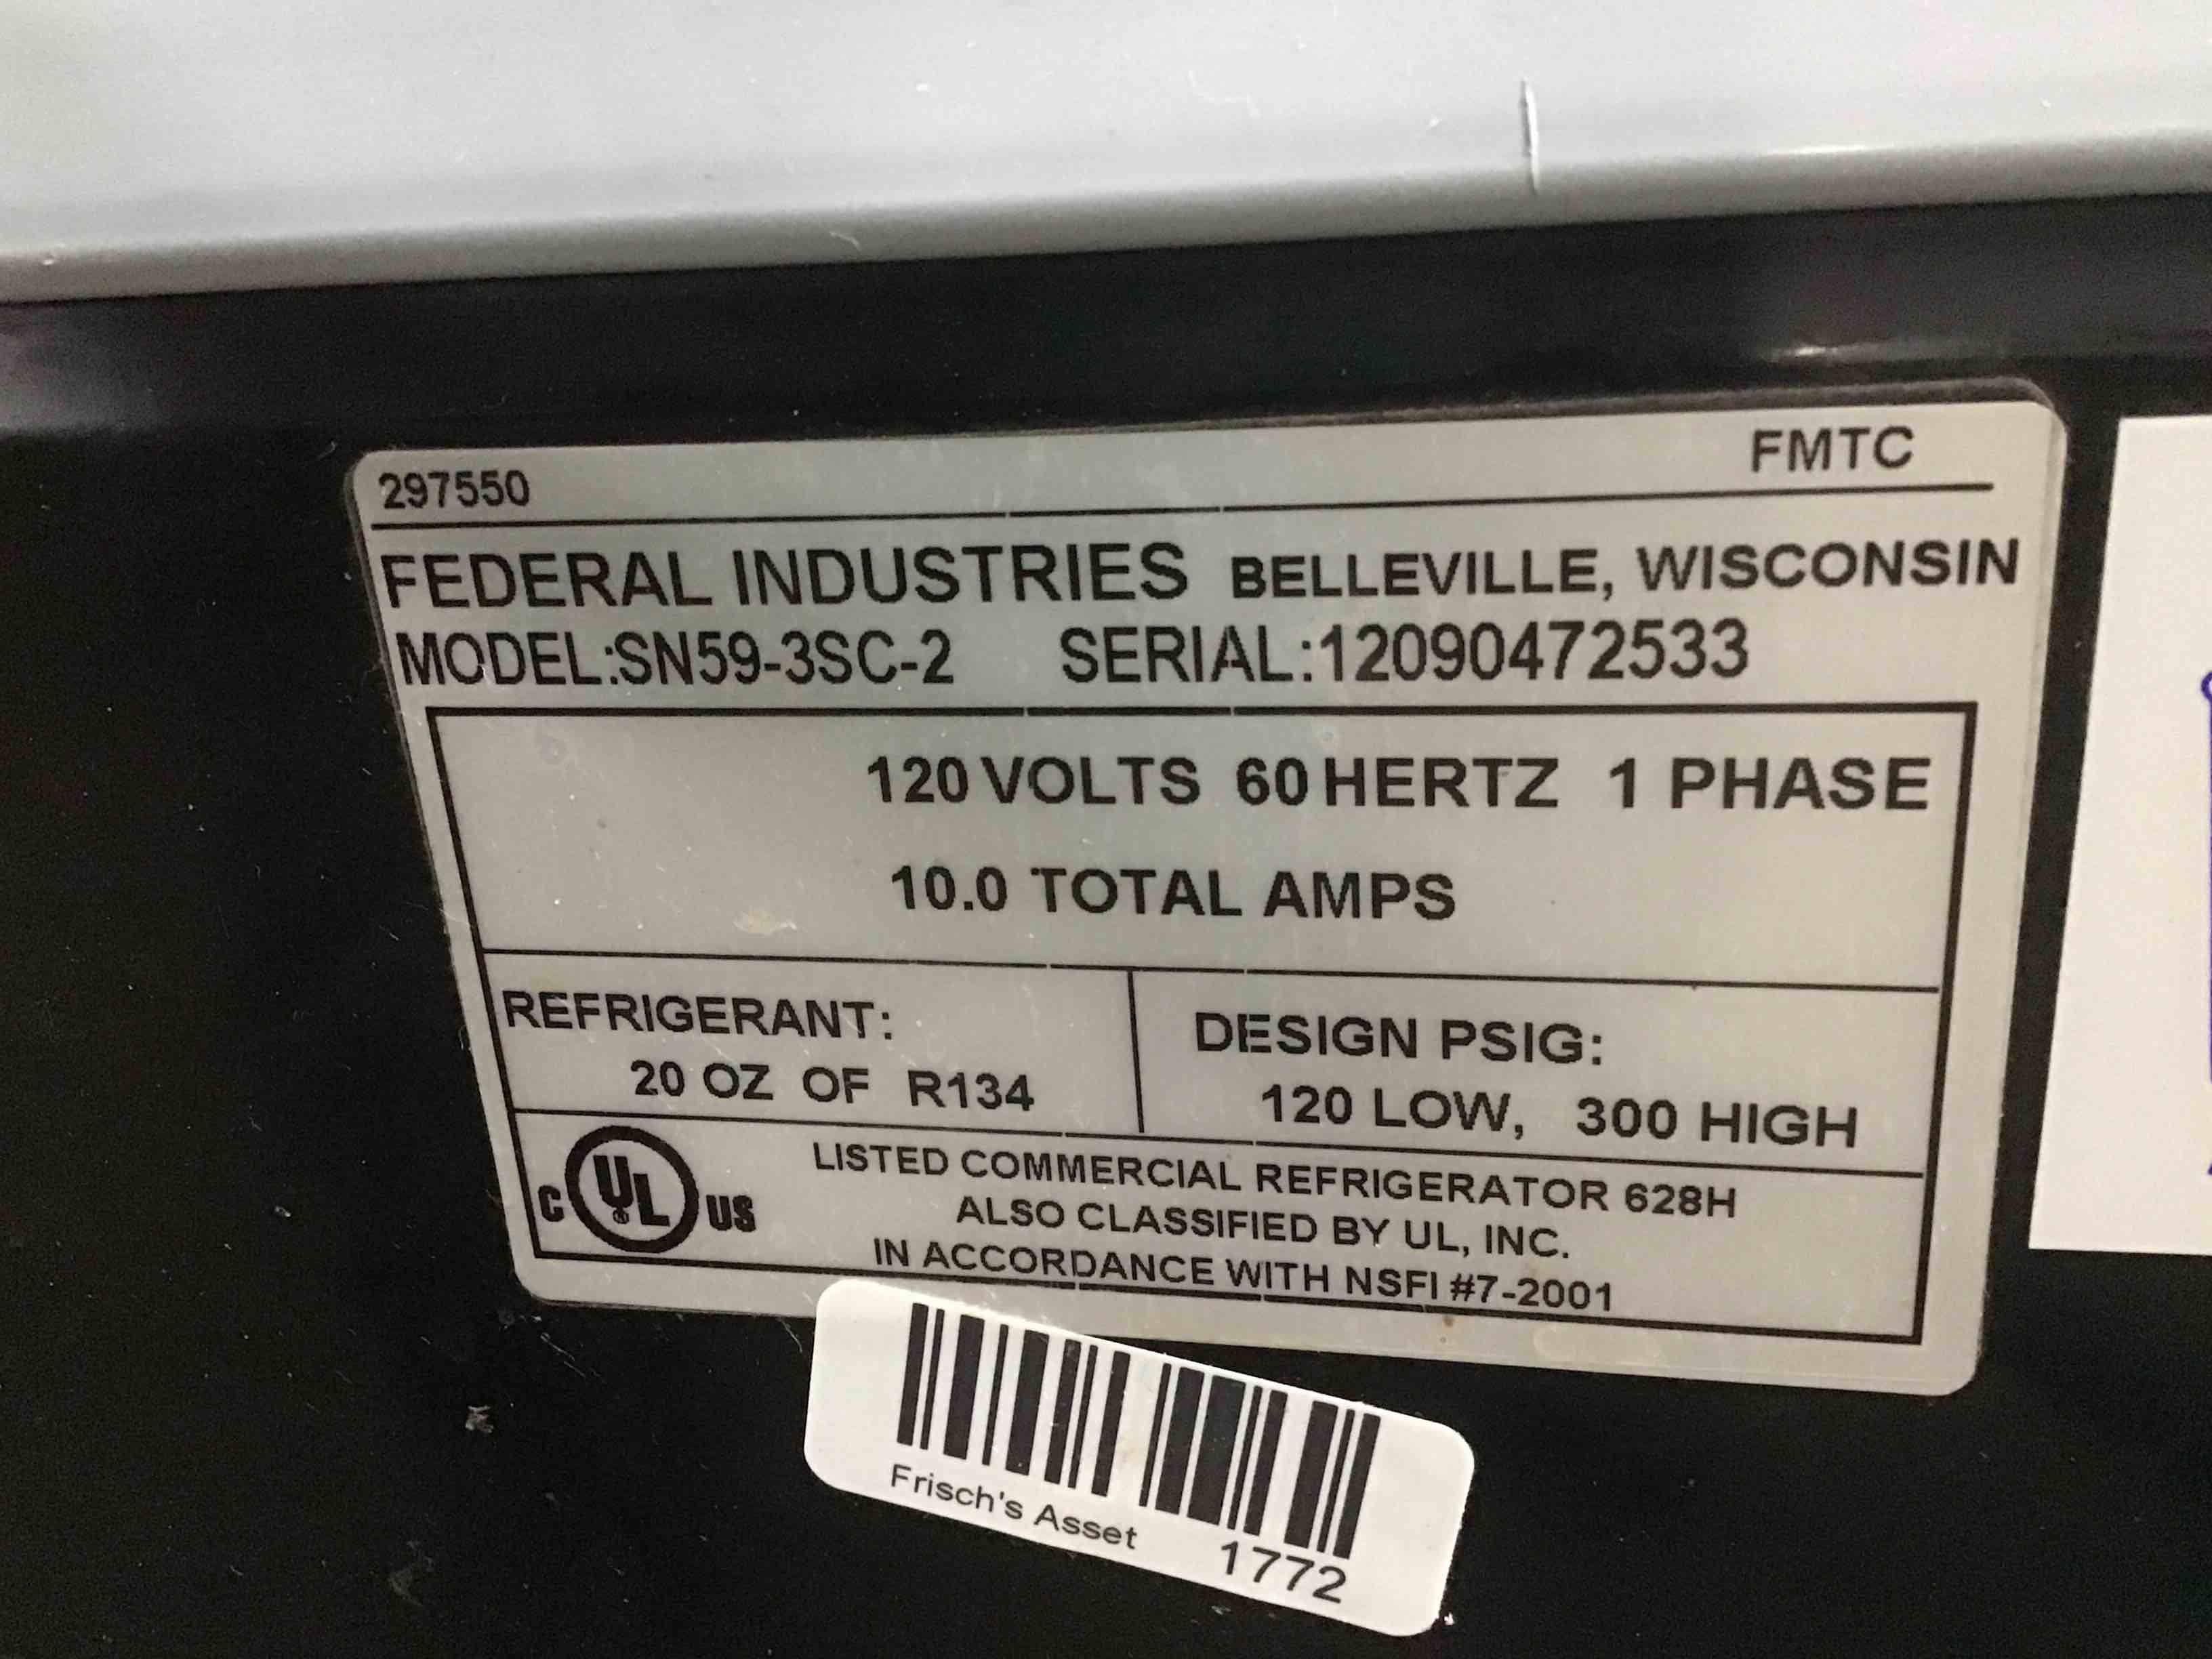 297550 FMTC
FEDERAL INDUSTRIES BELLEVILLE, WISCONSIN
MODEL:SN59-3SC-2 SERIAL:12090472533
120 VOLTS 60 HERTZ 1 PHASE
10.0 TOTAL AMPS
REFRIGERANT:
20 OZ OF R134
DESIGN PSIG:
120 LOW, 300 HIGH
C UL ® US
LISTED COMMERCIAL REFRIGERATOR 628H
ALSO CLASSIFIED BY UL, INC.
IN ACCORDANCE WITH NSFI #7-2001
Frisch's Asset 1772